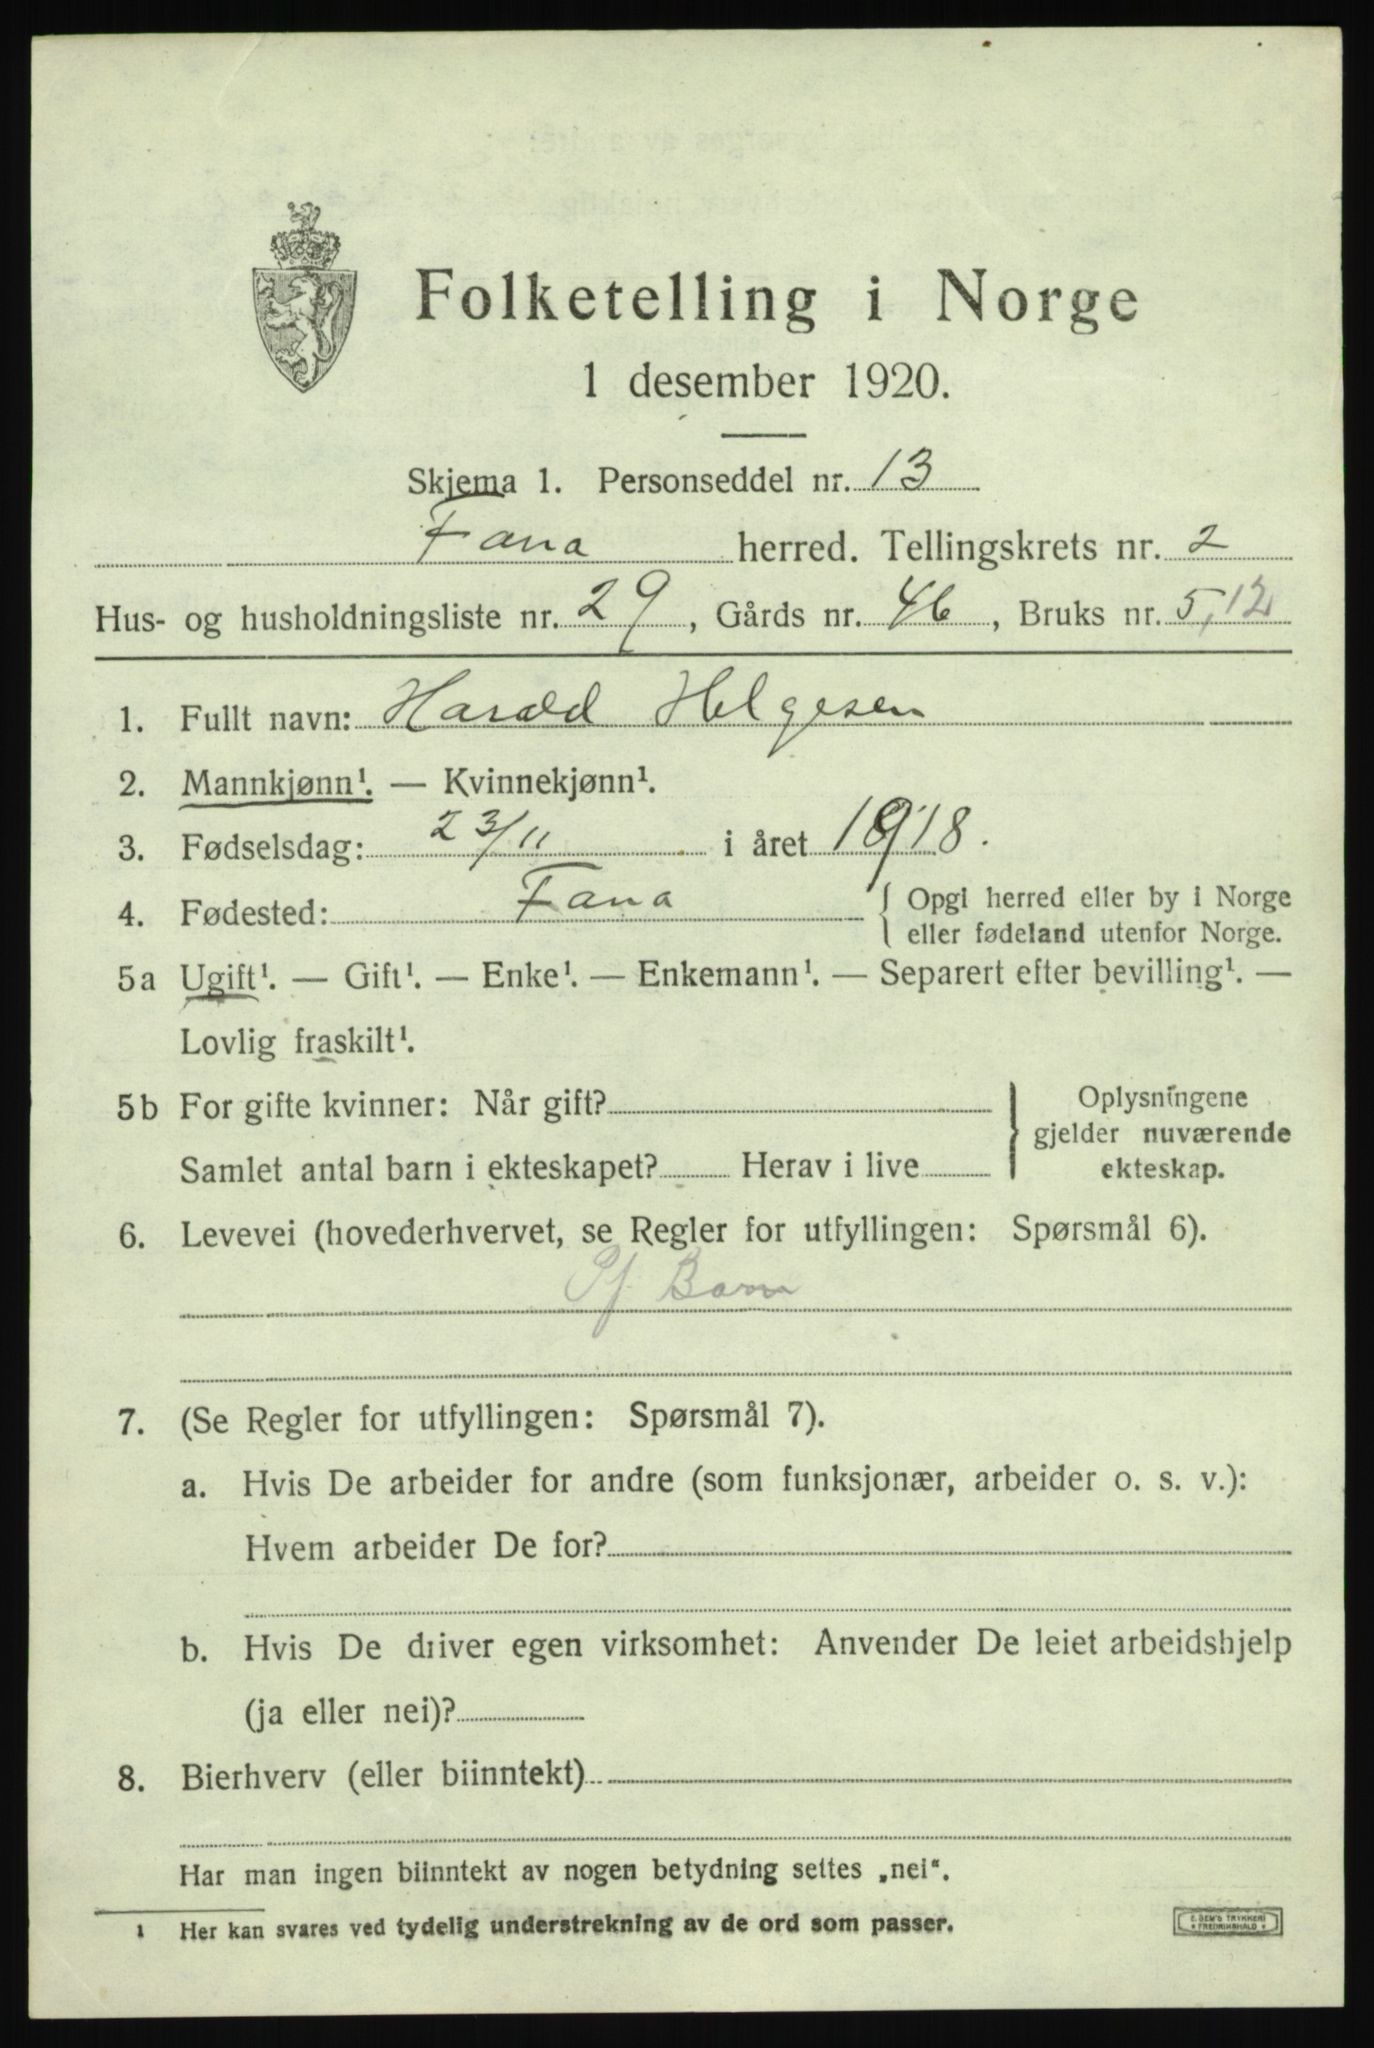 Folketelling i Norge
1 desember 1920.
Skjema 1. Personseddel nr. 13
Fana herred. Tellingskrets nr. 2
Hus- og husholdningsliste nr. 29, Gårds nr. 46, Bruks nr. 5,12
1. Fullt navn: Harald Helgesen
2. Mannkjønn¹. — Kvinnekjønn¹.
3. Fødselsdag: 23/11 i året 1918.
4. Fødested: Fana { Opgi herred eller by i Norge
eller fødeland utenfor Norge.
5a Ugift¹. — Gift¹. — Enke¹. — Enkemann¹. — Separert efter bevilling¹. —
Lovlig fraskilt¹.
5b For gifte kvinner: Når gift?
Samlet antal barn i ekteskapet? Herav i live
} Oplysningene
gjelder nuværende
ekteskap.
6. Levevei (hovederhvervet, se Regler for utfyllingen: Spørsmål 6).
Pf Barn
7. (Se Regler for utfyllingen: Spørsmål 7).
a. Hvis De arbeider for andre (som funksjonær, arbeider o. s. v.):
Hvem arbeider De for?
b. Hvis De driver egen virksomhet: Anvender De leiet arbeidshjelp
(ja eller nei)?
8. Bierhverv (eller biinntekt)
Har man ingen biinntekt av nogen betydning settes „nei“.
1 Her kan svares ved tydelig understrekning av de ord som passer.
E. SEM'S TRYKKERI
FREDRIKSHALD